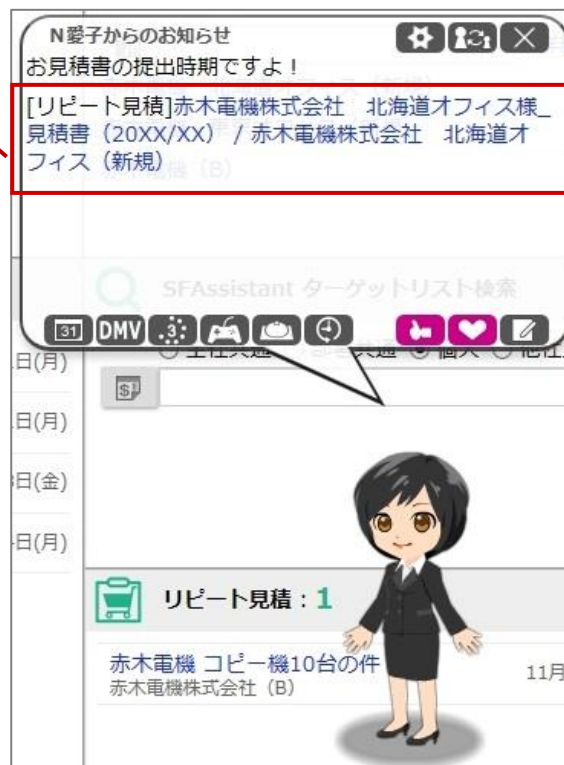 N愛子からのお知らせ
お見積書の提出時期ですよ！
[リピート見積]赤木電機株式会社　北海道オフィス様_
見積書（20XX/XX）/ 赤木電機株式会社　北海道オ
フィス（新規）
（B）
SFAssistant ターゲットリスト検索
31 DMV 3
個人
日(月)
日(月)
日(金)
日(月)
リピート見積：1
赤木電機 コピー機10台の件
赤木電機株式会社（B）
11月